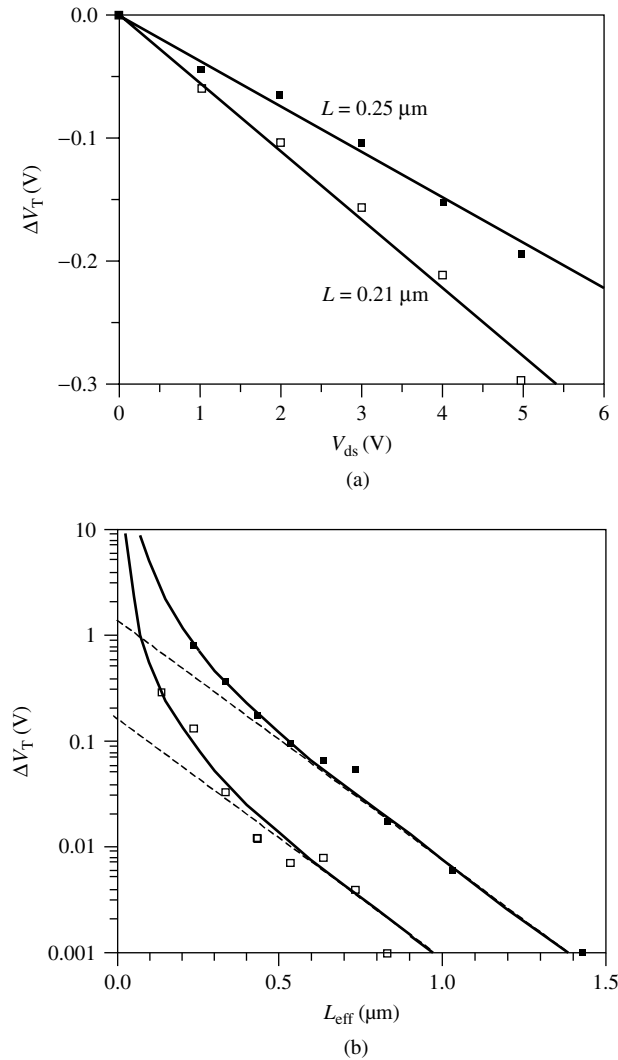 0.0
−0.1
−0.2
−0.3
ΔV_T (V)
L = 0.25 μm
L = 0.21 μm
0 1 2 3 4 5 6
V_ds (V)
(a)
10
1
0.1
0.01
0.001
ΔV_T (V)
0.0 0.5 1.0 1.5
L_eff (μm)
(b)